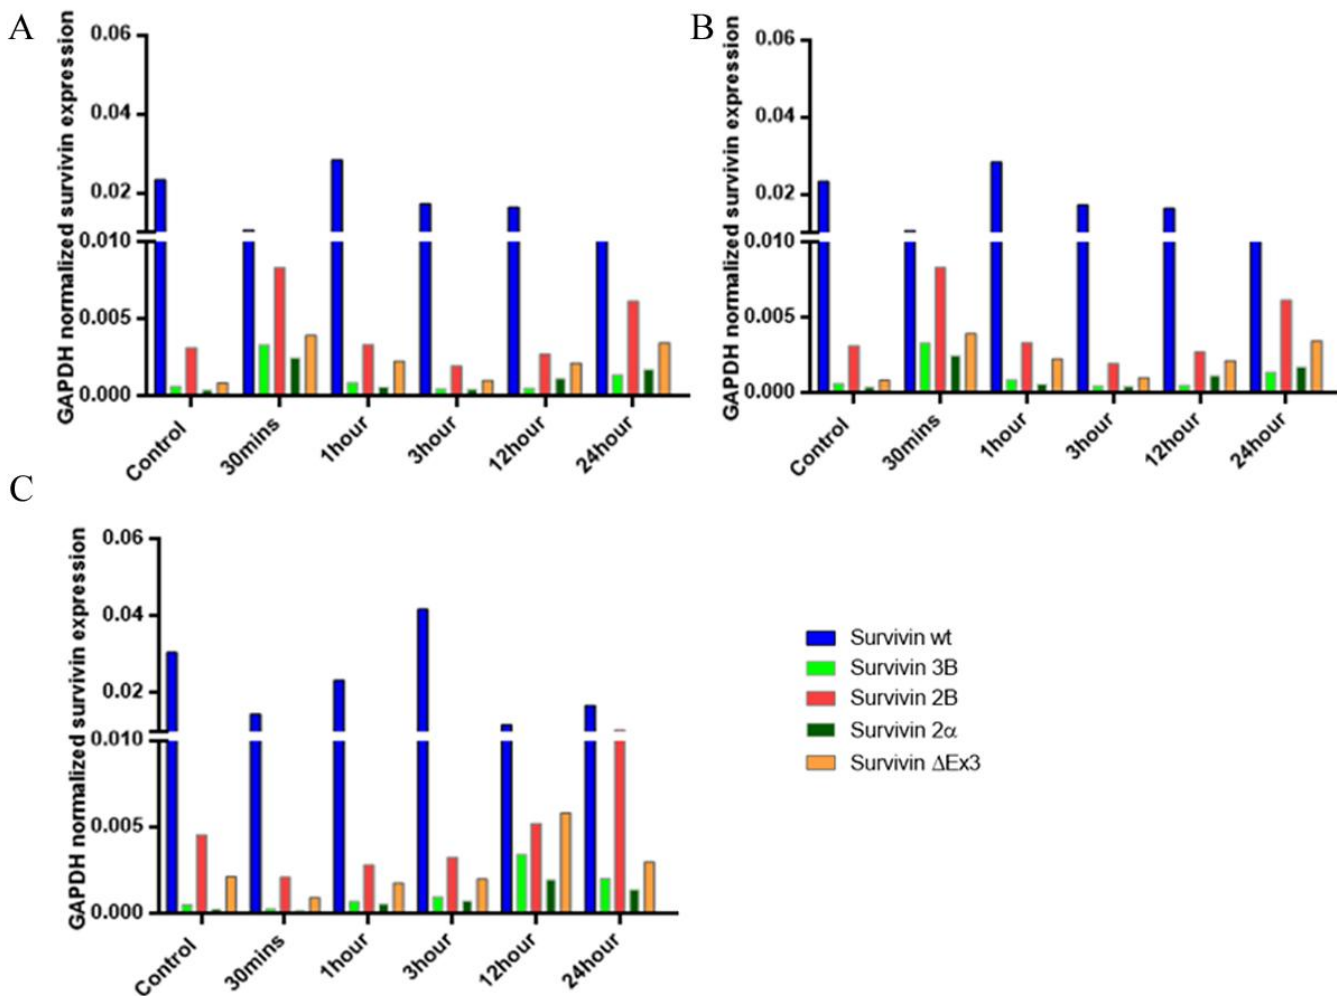 A
GAPDH normalized survivin expression
0.06
0.04
0.02
0.010
0.005
0.000
Control
30mins
1hour
3hour
12hour
24hour
B
GAPDH normalized survivin expression
0.06
0.04
0.02
0.010
0.005
0.000
Control
30mins
1hour
3hour
12hour
24hour
C
GAPDH normalized survivin expression
0.06
0.04
0.02
0.010
0.005
0.000
Control
30mins
1hour
3hour
12hour
24hour
Survivin wt
Survivin 3B
Survivin 2B
Survivin 2α
Survivin ΔEx3